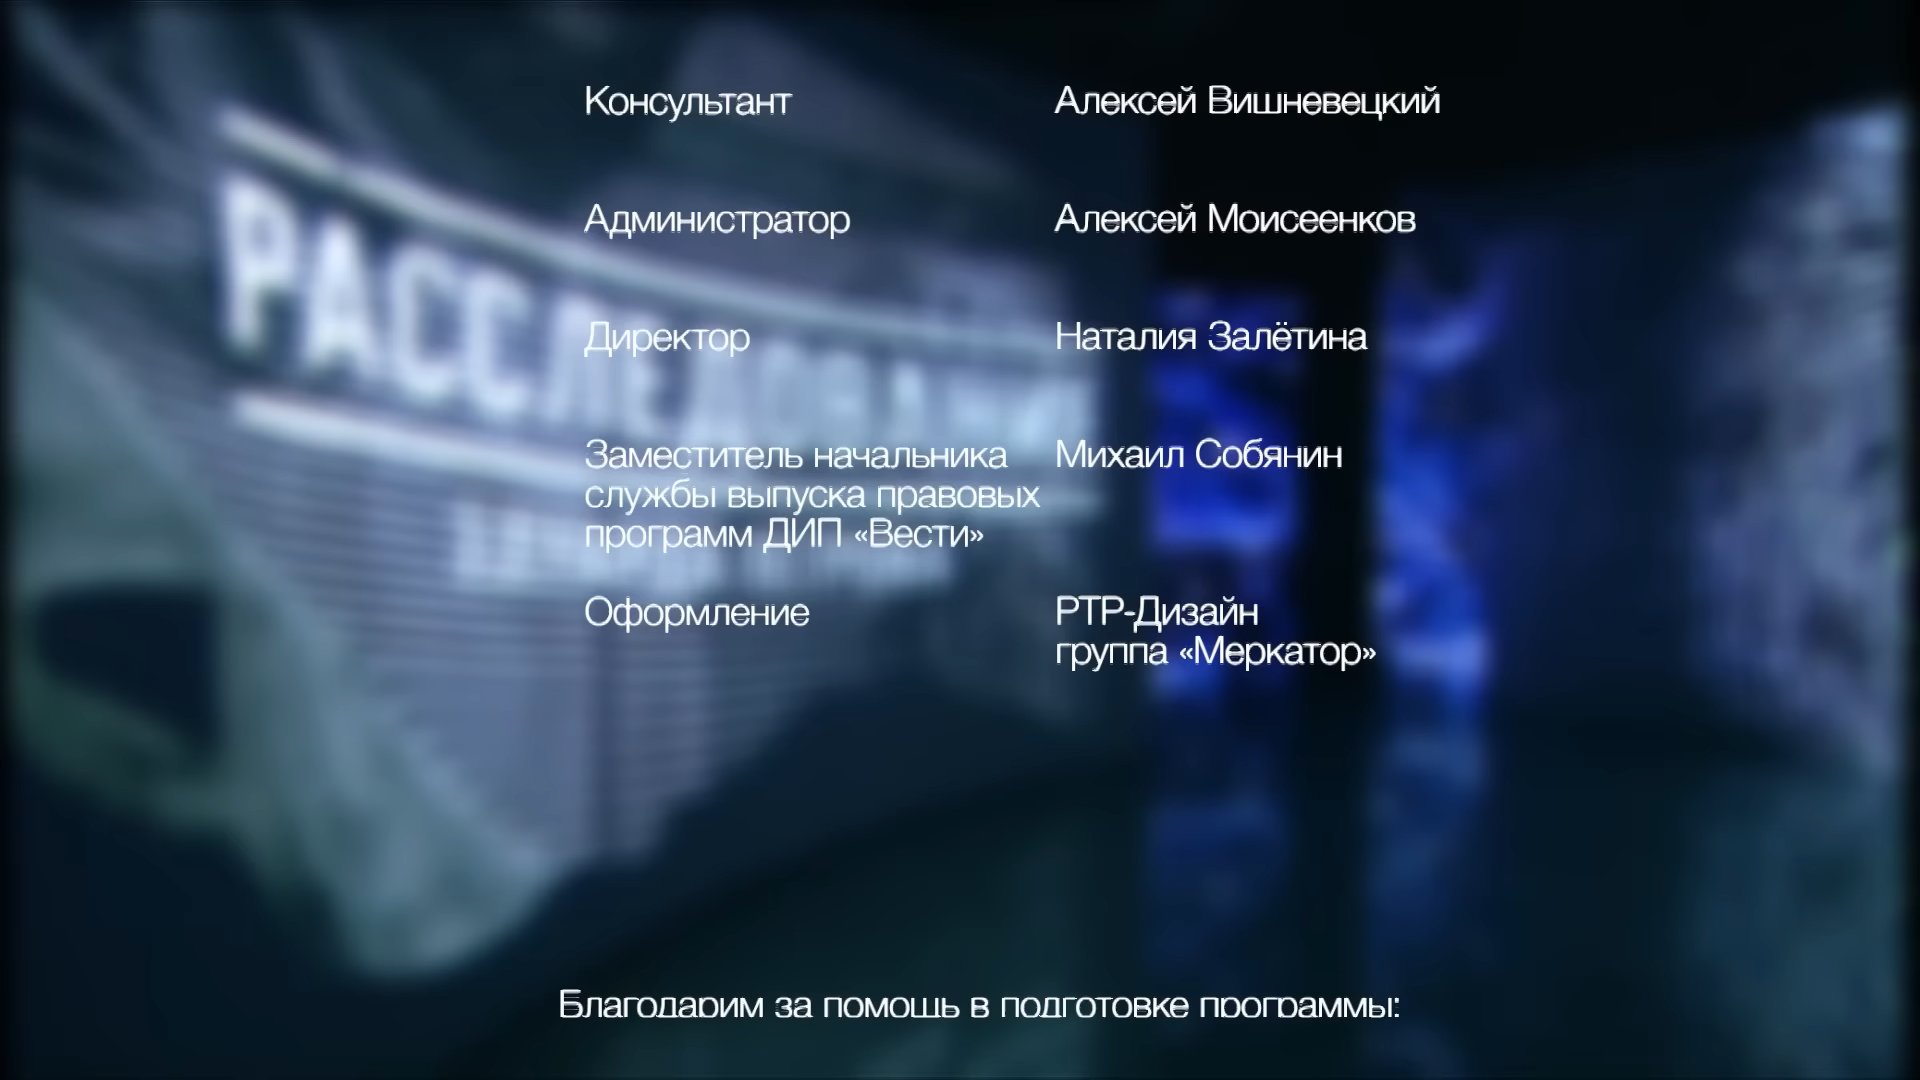 Консультант Алексей Вишневецкий
Администратор Алексей Моисеенков
Директор Наталия Залётина
Заместитель начальника Михаил Собянин
службы выпуска правовых
программ ДИП «Вести»
Оформление РТР-Дизайн
группа «Меркатор»
Благодарим за помощь в подготовке программы:
РАССЛЕДОВАНИЕ